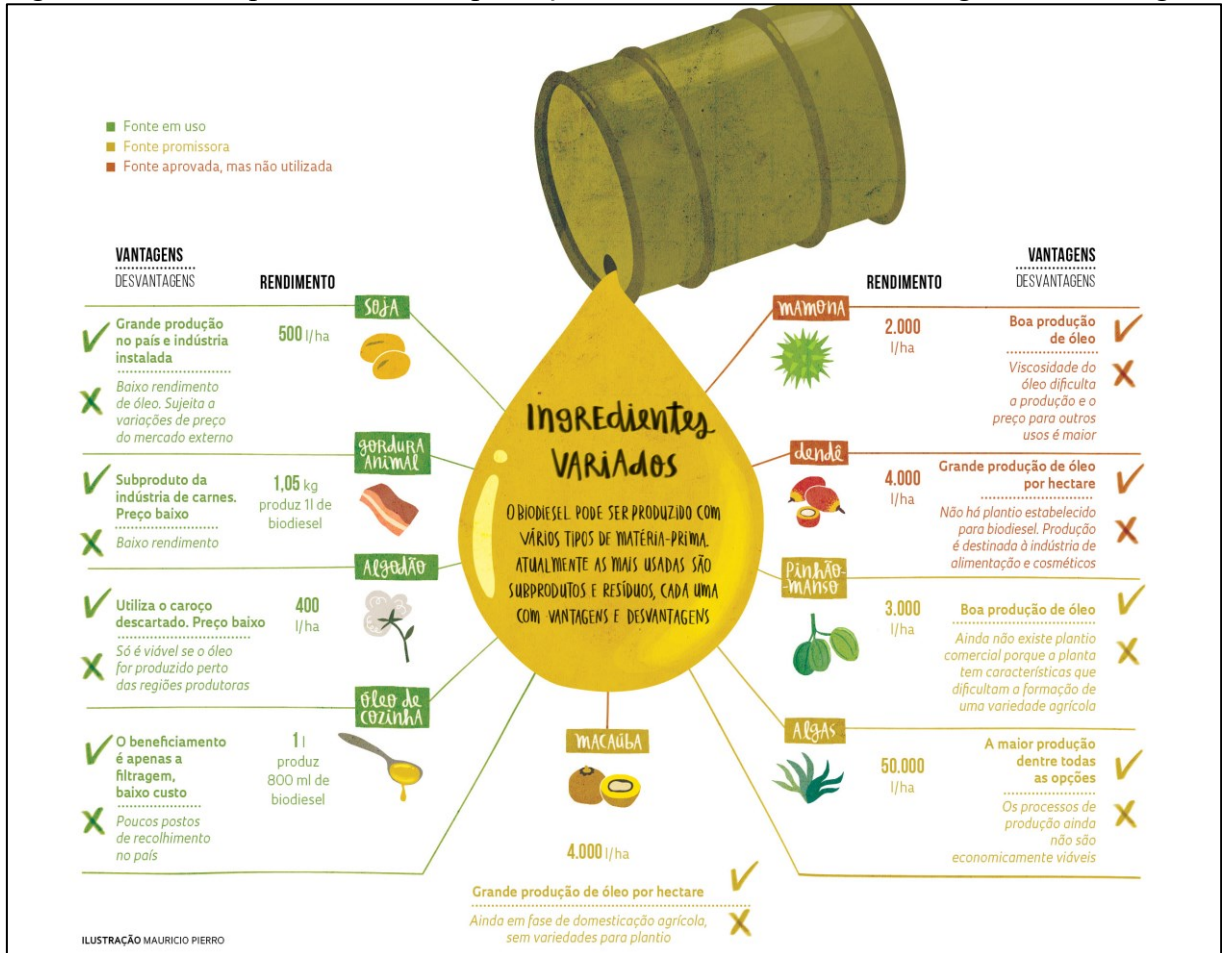 Fonte em uso
Fonte promissora
Fonte aprovada, mas não utilizada
VANTAGENS
DESVANTAGENS
RENDIMENTO
SOJA
Grande produção
no país e indústria
instalada
500 l/ha
Baixo rendimento
de óleo. Sujeita a
variações de preço
do mercado externo
GORDURA
ANIMAL
Subproduto da
indústria de carnes.
Preço baixo
1,05 kg
produz 1l de
biodiesel
Baixo rendimento
ALGODÃO
Utiliza o caroço
descartado. Preço baixo
400
l/ha
Só é viável se o óleo
for produzido perto
das regiões produtoras
ÓLEO DE
COZINHA
O beneficiamento
é apenas a
filtragem,
baixo custo
1 l
produz
800 ml de
biodiesel
Poucos postos
de recolhimento
no país
INGREDIENTES
VARIADOS
O BIODIESEL PODE SER PRODUZIDO COM
VÁRIOS TIPOS DE MATÉRIA-PRIMA.
ATUALMENTE AS MAIS USADAS SÃO
SUBPRODUTOS E RESÍDUOS, CADA UMA
COM VANTAGENS E DESVANTAGENS
RENDIMENTO
VANTAGENS
DESVANTAGENS
MAMONA
2.000
l/ha
Boa produção
de óleo
Viscosidade do
óleo dificulta
a produção e o
preço para outros
usos é maior
DENDÊ
4.000
l/ha
Grande produção de óleo
por hectare
Não há plantio estabelecido
para biodiesel. Produção
é destinada à indústria de
alimentação e cosméticos
PINHÃO-
-MANSO
3.000
l/ha
Boa produção de óleo
Ainda não existe plantio
comercial porque a planta
tem características que
dificultam a formação de
uma variedade agrícola
ALGAS
50.000
l/ha
A maior produção
dentre todas
as opções
Os processos de
produção ainda
não são
economicamente viáveis
MACAÚBA
4.000 l/ha
Grande produção de óleo por hectare
Ainda em fase de domesticação agrícola,
sem variedades para plantio
ILUSTRAÇÃO MAURICIO PIERRO